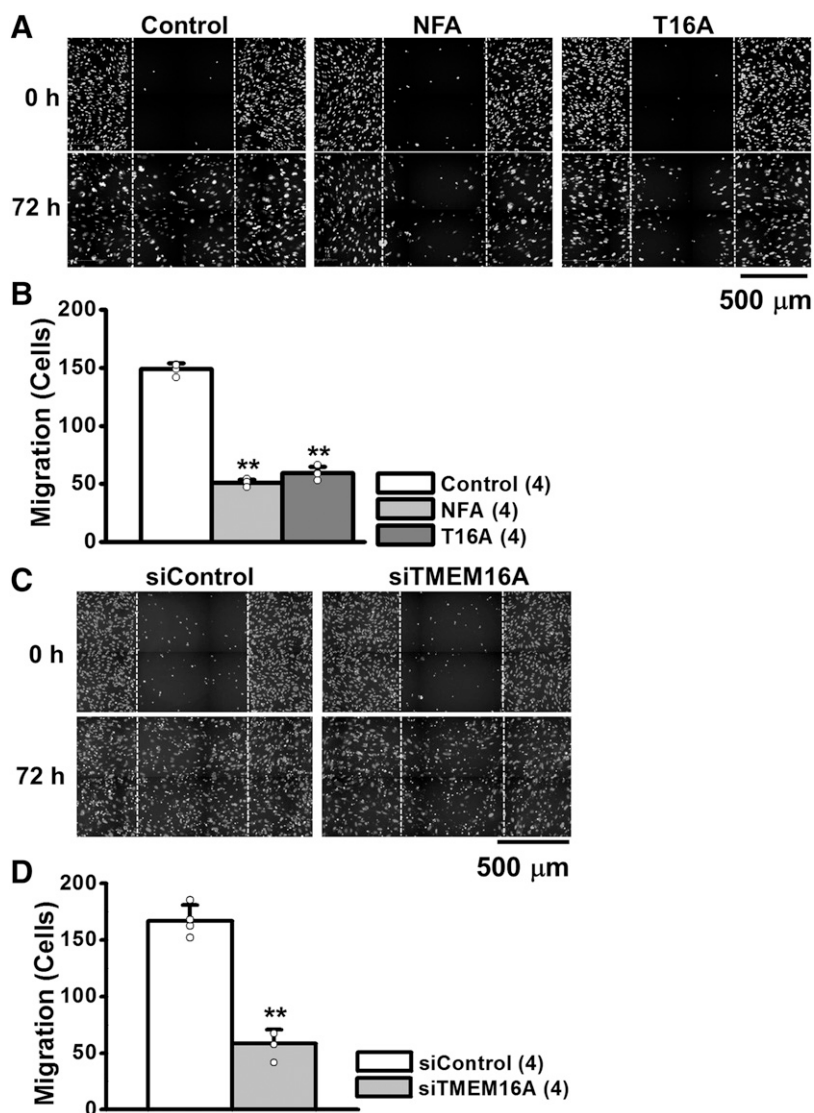 A
Control NFA T16A
0 h
72 h
500 μm
B
200
150
100
50
0
Migration (Cells)
** **
Control (4)
NFA (4)
T16A (4)
C
siControl siTMEM16A
0 h
72 h
500 μm
D
200
150
100
50
0
Migration (Cells)
**
siControl (4)
siTMEM16A (4)